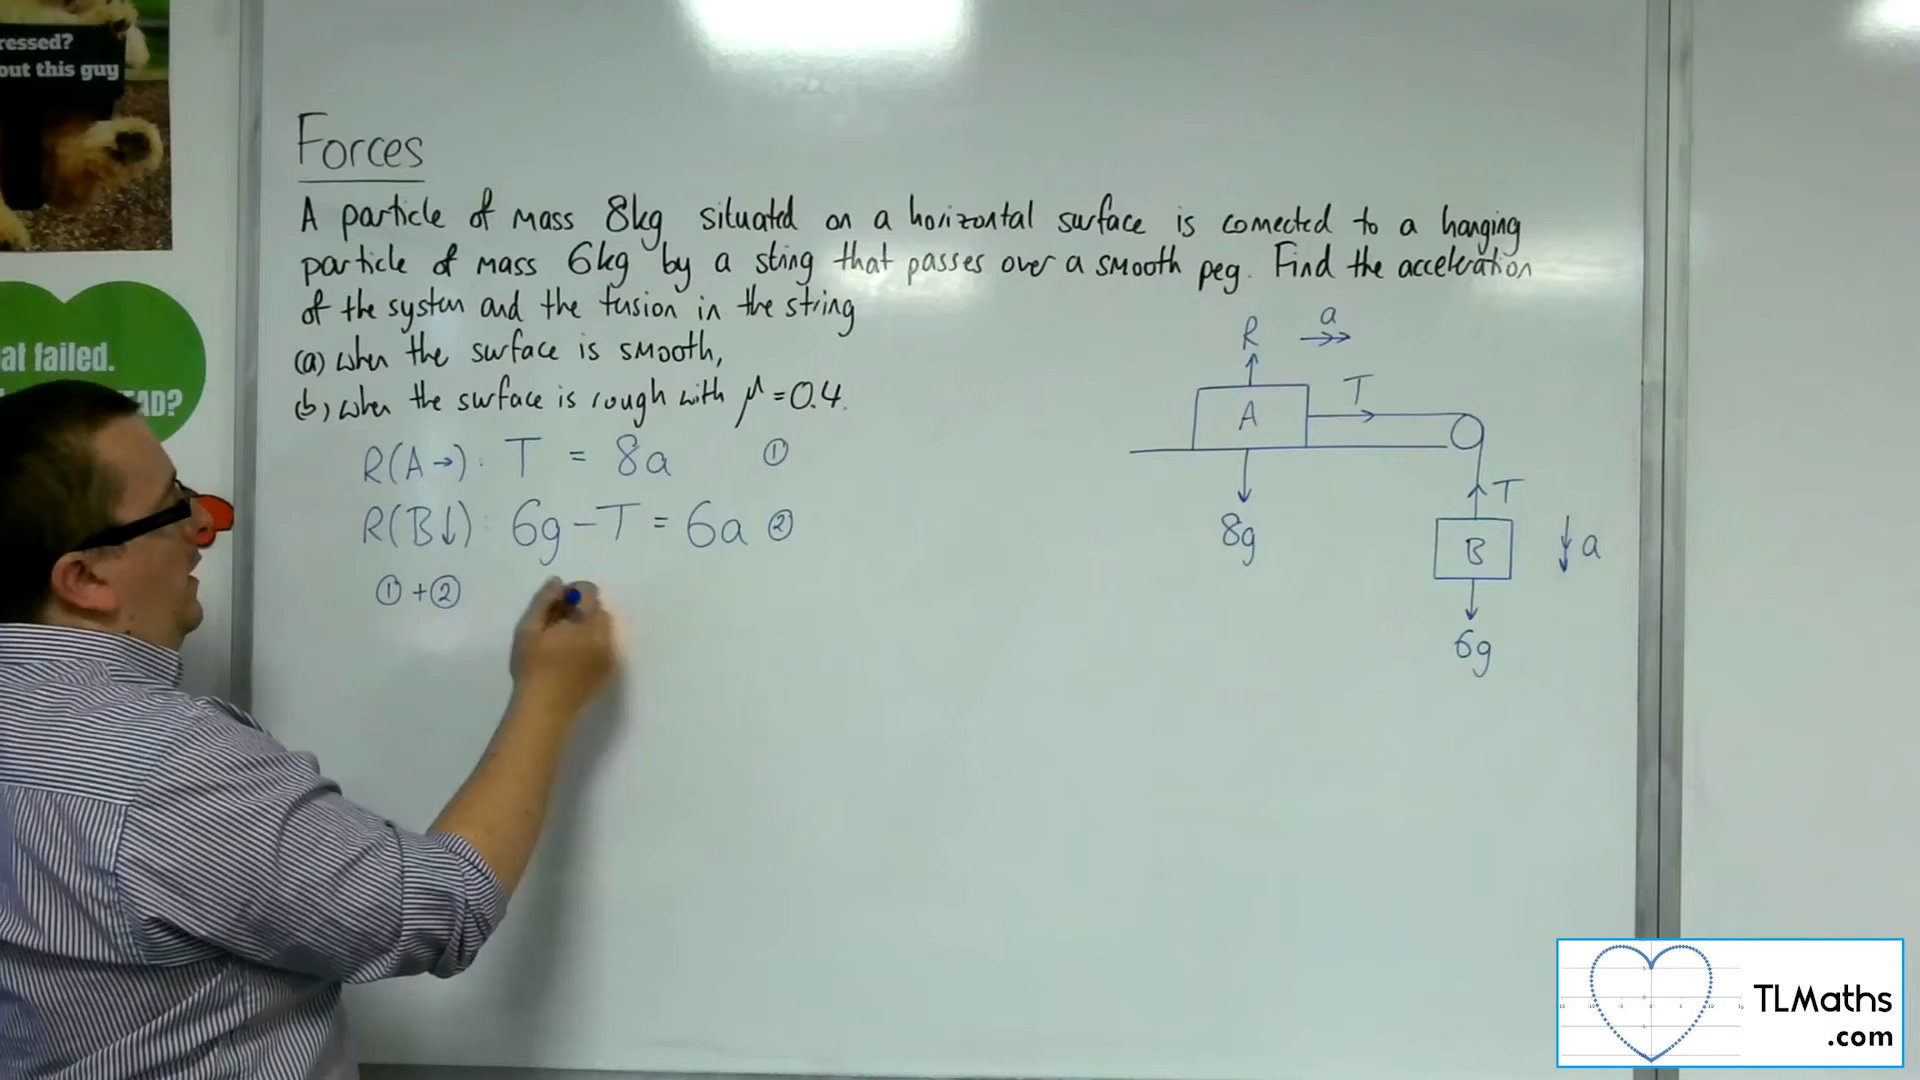 ressed?
out this guy
at failed.
EAD?
Forces
A particle of mass 8kg situated on a horizontal surface is connected to a hanging
particle of mass 6kg by a string that passes over a smooth peg. Find the acceleration
of the system and the tension in the string
(a) when the surface is smooth,
(b) when the surface is rough with μ = 0.4.
R(A→): T = 8a ①
R(B↓): 6g - T = 6a ②
① + ②
R
a
A
T
8g
T
B
a
6g
TLMaths
.com